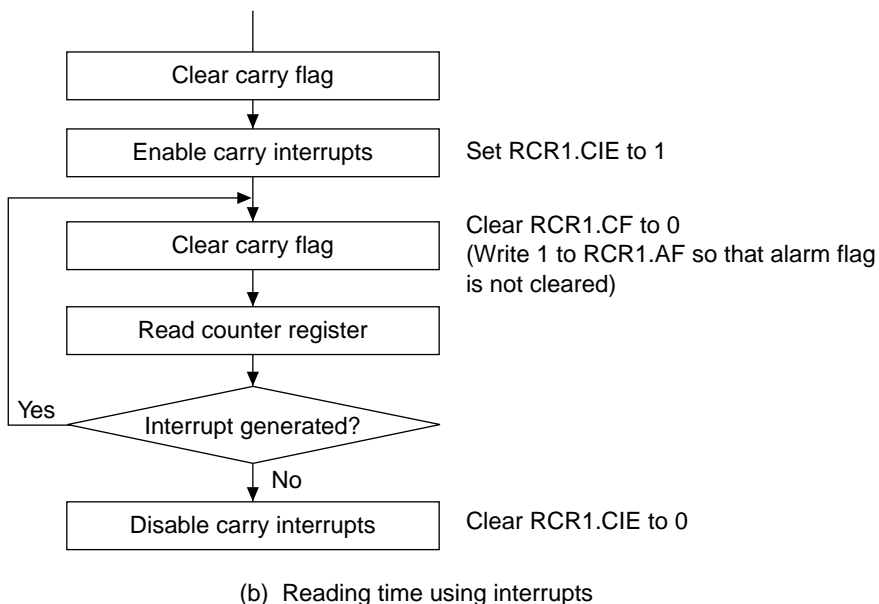 Clear carry flag
Enable carry interrupts
Set RCR1.CIE to 1
Clear carry flag
Clear RCR1.CF to 0
(Write 1 to RCR1.AF so that alarm flag
is not cleared)
Read counter register
Yes
Interrupt generated?
No
Disable carry interrupts
Clear RCR1.CIE to 0
(b) Reading time using interrupts